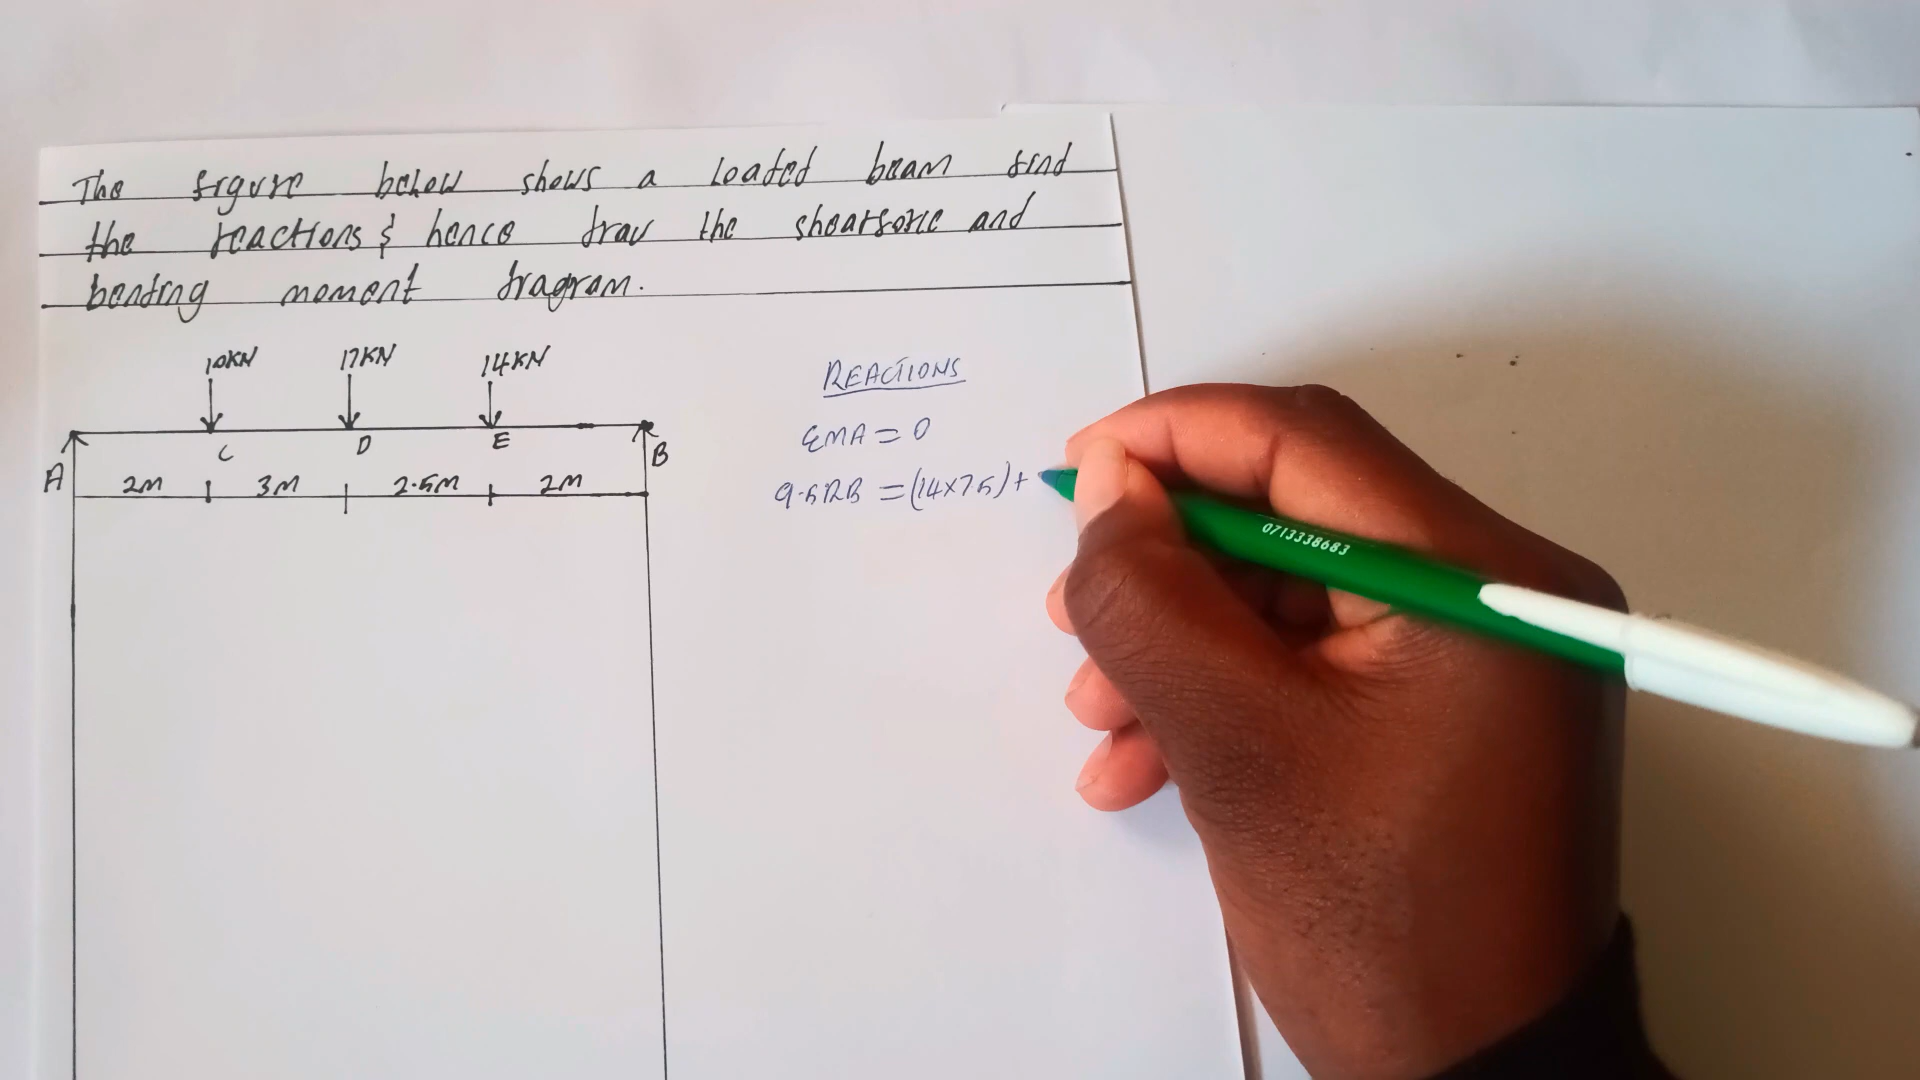 The figure below shows a loaded beam find
the reactions & hence draw the shearforce and
bending moment diagram.
10KN 17KN 14KN
A C D E B
2M 3M 2.5M 2M
REACTIONS
ΣMA = 0
9.5RB = (14×7.5)+
0713338683